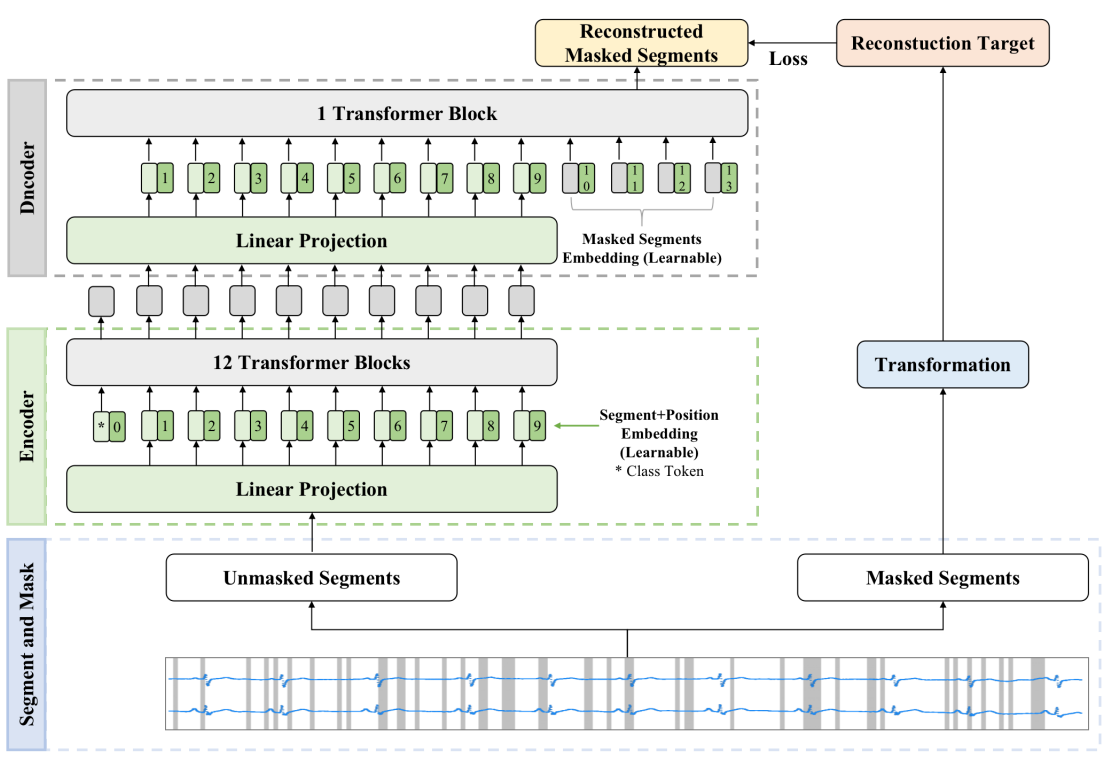 Reconstructed
Masked Segments
Loss
Reconstuction Target
Dncoder
1 Transformer Block
1 2 3 4 5 6 7 8 9 10 11 12 13
Linear Projection
Masked Segments
Embedding (Learnable)
Encoder
12 Transformer Blocks
* 0 1 2 3 4 5 6 7 8 9
Segment+Position
Embedding
(Learnable)
* Class Token
Linear Projection
Transformation
Segment and Mask
Unmasked Segments
Masked Segments